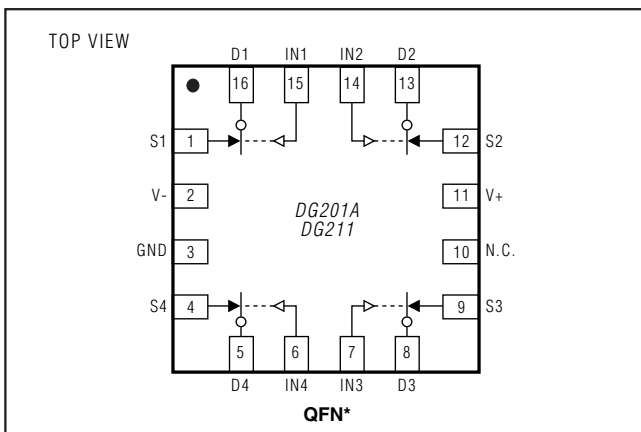 TOP VIEW
D1 IN1 IN2 D2
16 15 14 13
S1 1 12 S2
V- 2 11 V+
DG201A
DG211
GND 3 10 N.C.
S4 4 9 S3
5 6 7 8
D4 IN4 IN3 D3
QFN*